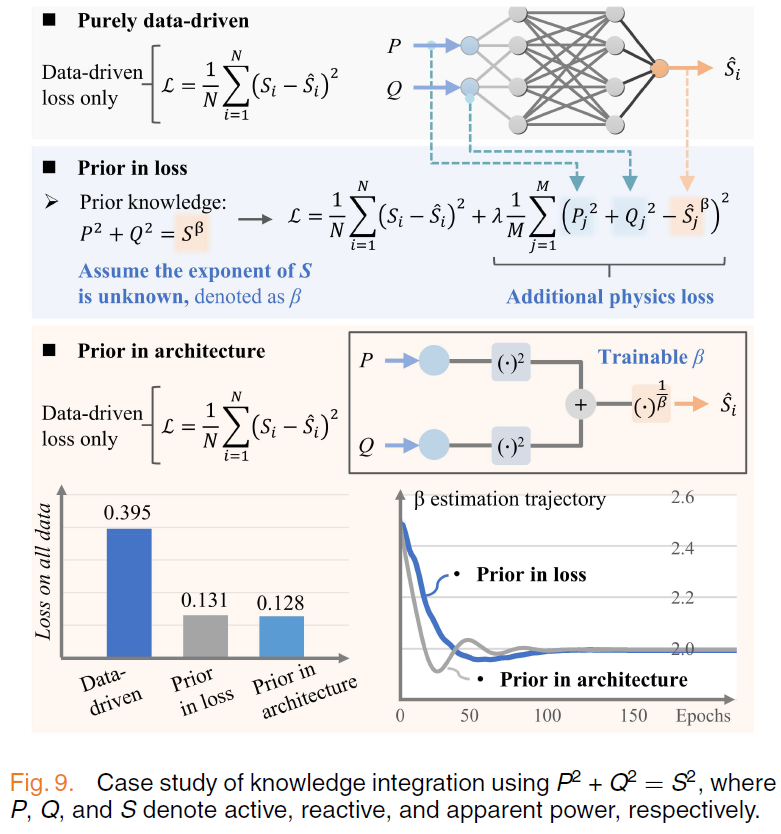 ■ Purely data-driven
Data-driven
loss only
ℒ = 1/N ∑_{i=1}^{N} (S_i − Ŝ_i)²
P
Q
Ŝ_i
■ Prior in loss
➤ Prior knowledge:
P² + Q² = S^β
ℒ = 1/N ∑_{i=1}^{N} (S_i − Ŝ_i)² + λ 1/M ∑_{j=1}^{M} (P_j² + Q_j² − Ŝ_j^β)²
Assume the exponent of S
is unknown, denoted as β
Additional physics loss
■ Prior in architecture
Data-driven
loss only
ℒ = 1/N ∑_{i=1}^{N} (S_i − Ŝ_i)²
P
(·)²
Trainable β
+
(·)^{1/β}
Ŝ_i
Q
(·)²
Loss on all data
0.395
0.131
0.128
Data-
driven
Prior
in loss
Prior in
architecture
β estimation trajectory
2.6
2.4
2.2
2.0
• Prior in loss
• Prior in architecture
0
50
100
150
Epochs
Fig. 9. Case study of knowledge integration using P² + Q² = S², where
P, Q, and S denote active, reactive, and apparent power, respectively.